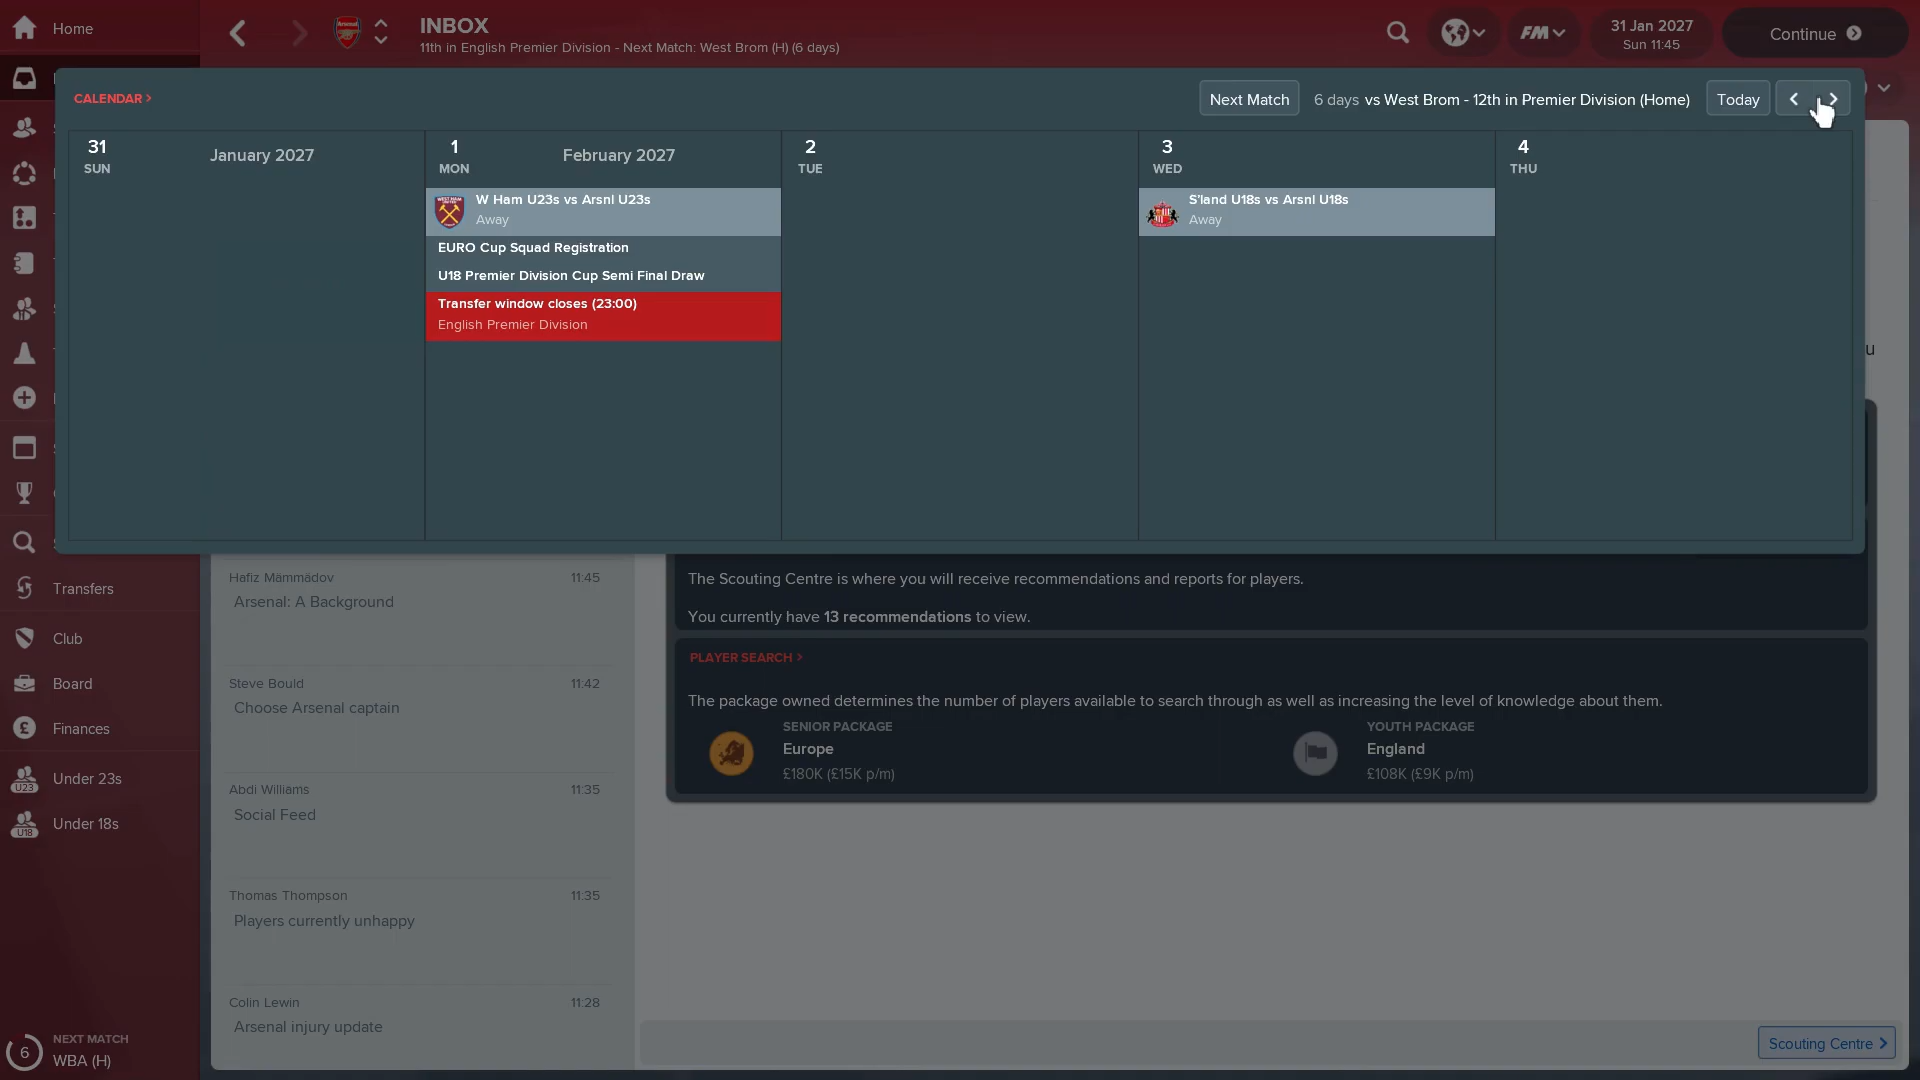 Home
INBOX
11th in English Premier Division - Next Match: West Brom (H) (6 days)
FM
31 Jan 2027
Sun 11:45
Continue
CALENDAR >
Next Match
6 days vs West Brom - 12th in Premier Division (Home)
Today
31
SUN
January 2027
1
MON
February 2027
2
TUE
3
WED
4
THU
W Ham U23s vs Arsnl U23s
Away
EURO Cup Squad Registration
U18 Premier Division Cup Semi Final Draw
Transfer window closes (23:00)
English Premier Division
S'land U18s vs Arsnl U18s
Away
Transfers
Club
Board
Finances
U23
Under 23s
U18
Under 18s
6
NEXT MATCH
WBA (H)
Hafiz Mämmädov
11:45
Arsenal: A Background
Steve Bould
11:42
Choose Arsenal captain
Abdi Williams
11:35
Social Feed
Thomas Thompson
11:35
Players currently unhappy
Colin Lewin
11:28
Arsenal injury update
The Scouting Centre is where you will receive recommendations and reports for players.
You currently have 13 recommendations to view.
PLAYER SEARCH >
The package owned determines the number of players available to search through as well as increasing the level of knowledge about them.
SENIOR PACKAGE
Europe
£180K (£15K p/m)
YOUTH PACKAGE
England
£108K (£9K p/m)
Scouting Centre >